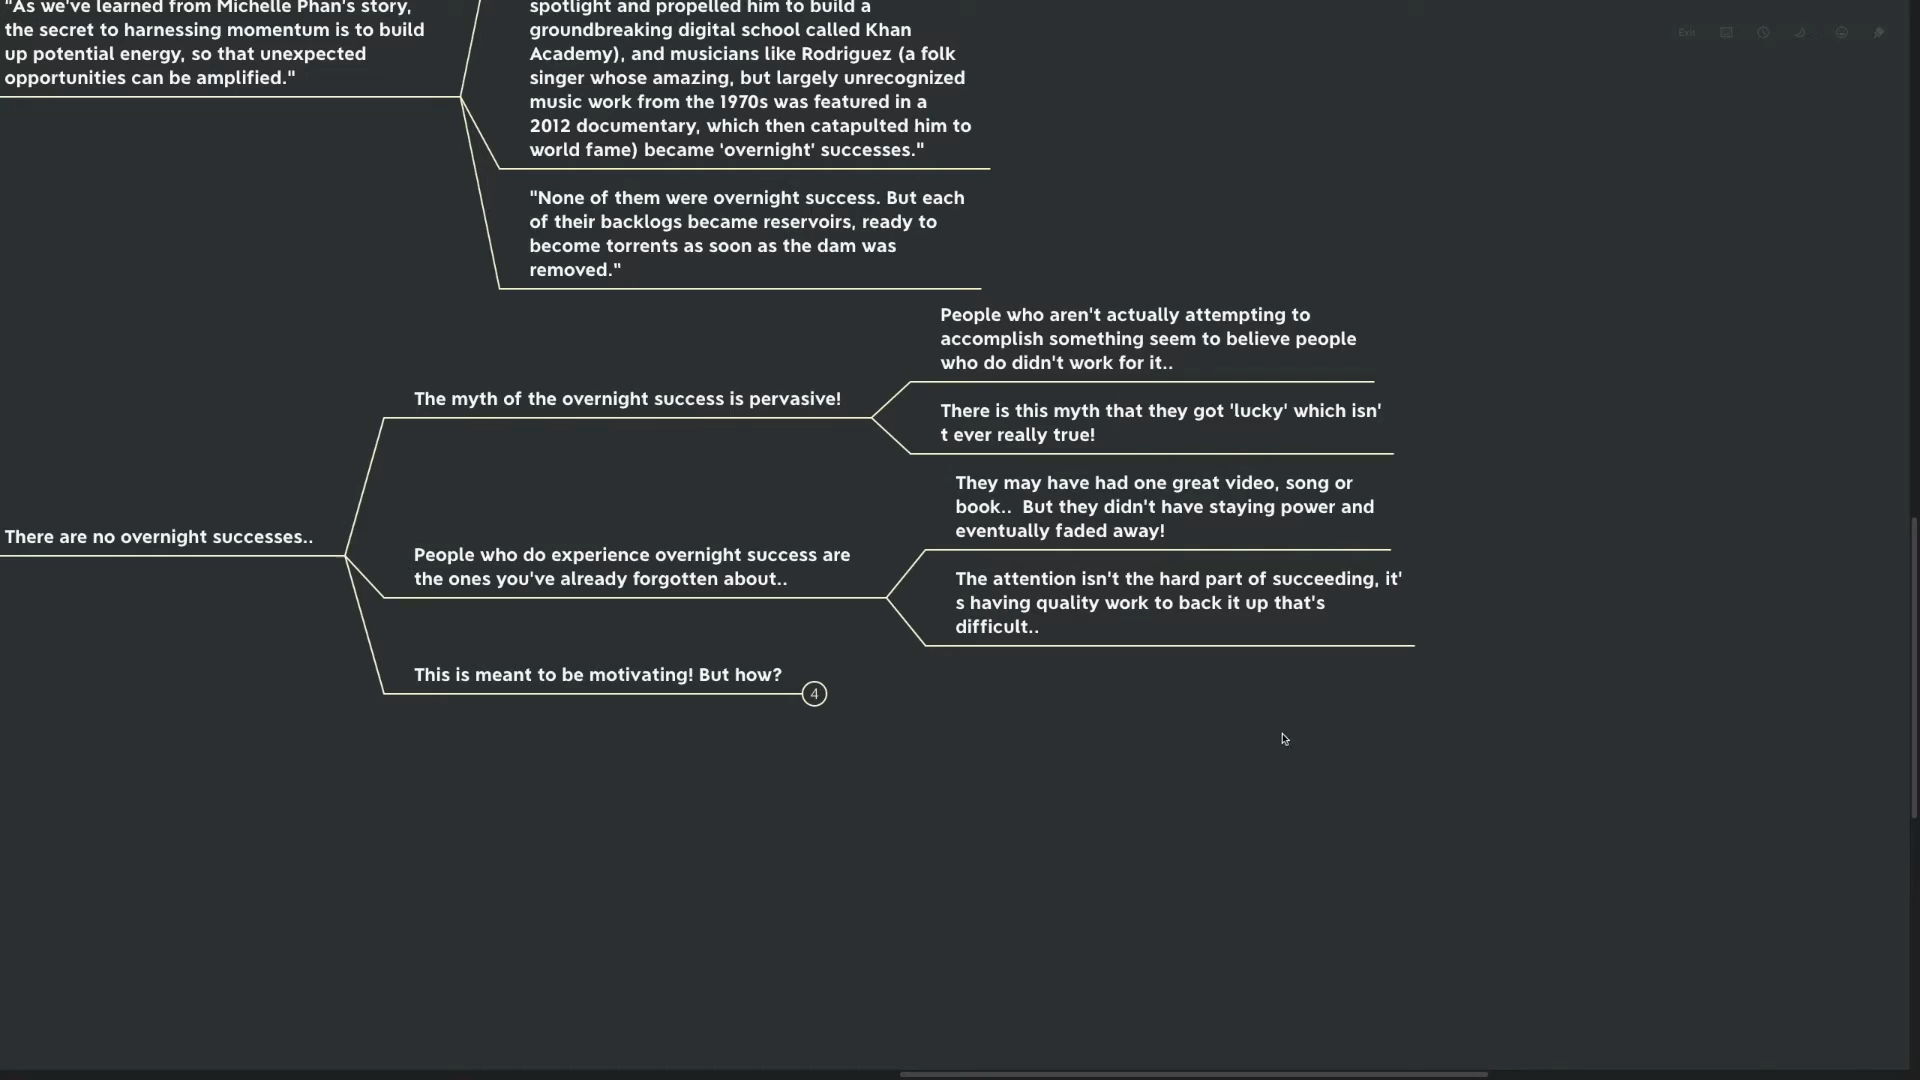 "As we've learned from Michelle Phan's story,
the secret to harnessing momentum is to build
up potential energy, so that unexpected
opportunities can be amplified."
spotlight and propelled him to build a
groundbreaking digital school called Khan
Academy), and musicians like Rodriguez (a folk
singer whose amazing, but largely unrecognized
music work from the 1970s was featured in a
2012 documentary, which then catapulted him to
world fame) became 'overnight' successes."
"None of them were overnight success. But each
of their backlogs became reservoirs, ready to
become torrents as soon as the dam was
removed."
There are no overnight successes..
The myth of the overnight success is pervasive!
People who aren't actually attempting to
accomplish something seem to believe people
who do didn't work for it..
There is this myth that they got 'lucky' which isn'
t ever really true!
People who do experience overnight success are
the ones you've already forgotten about..
They may have had one great video, song or
book..  But they didn't have staying power and
eventually faded away!
The attention isn't the hard part of succeeding, it'
s having quality work to back it up that's
difficult..
This is meant to be motivating! But how?
4
Exit